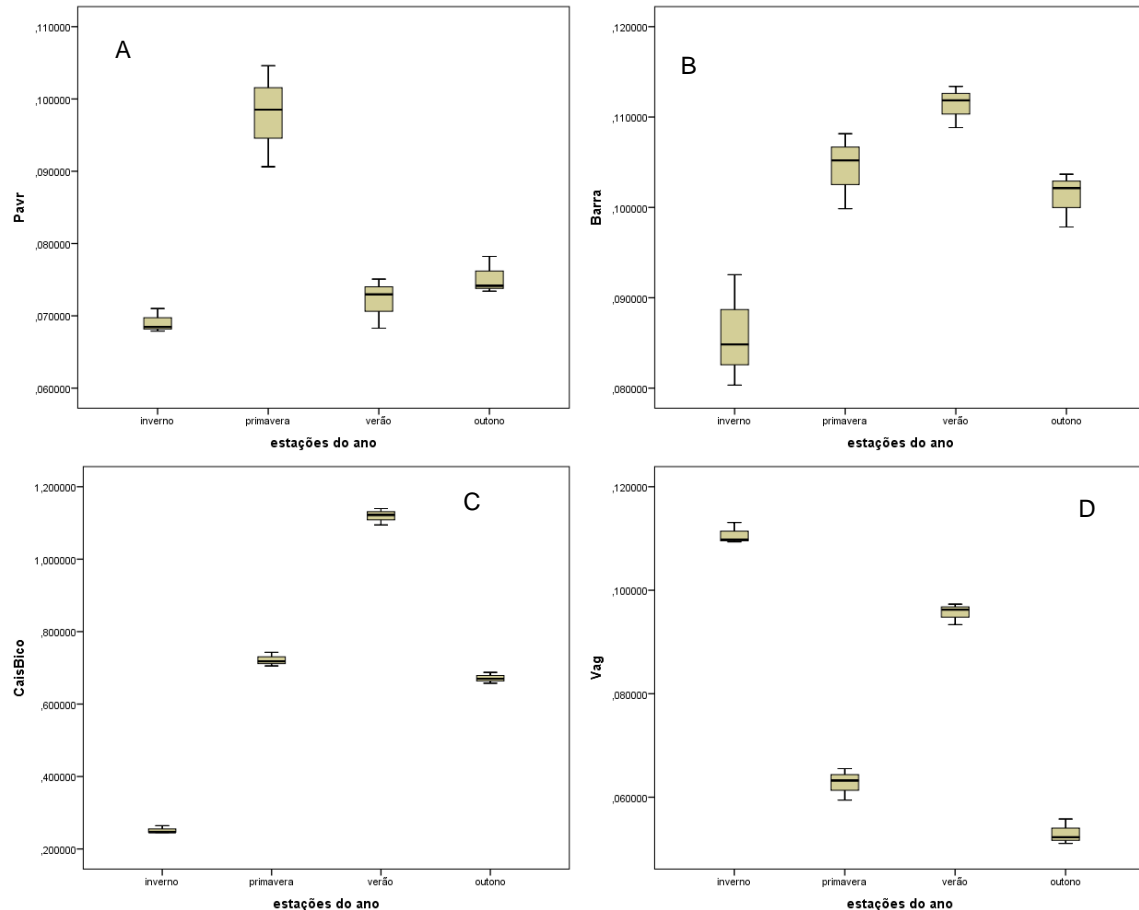 A
Pavr
,110000
,100000
,090000
,080000
,070000
,060000
inverno primavera verão outono
estações do ano
B
Barra
,120000
,110000
,100000
,090000
,080000
inverno primavera verão outono
estações do ano
C
CaisBico
1,200000
1,000000
,800000
,600000
,400000
,200000
inverno primavera verão outono
estações do ano
D
Vag
,120000
,100000
,080000
,060000
inverno primavera verão outono
estações do ano